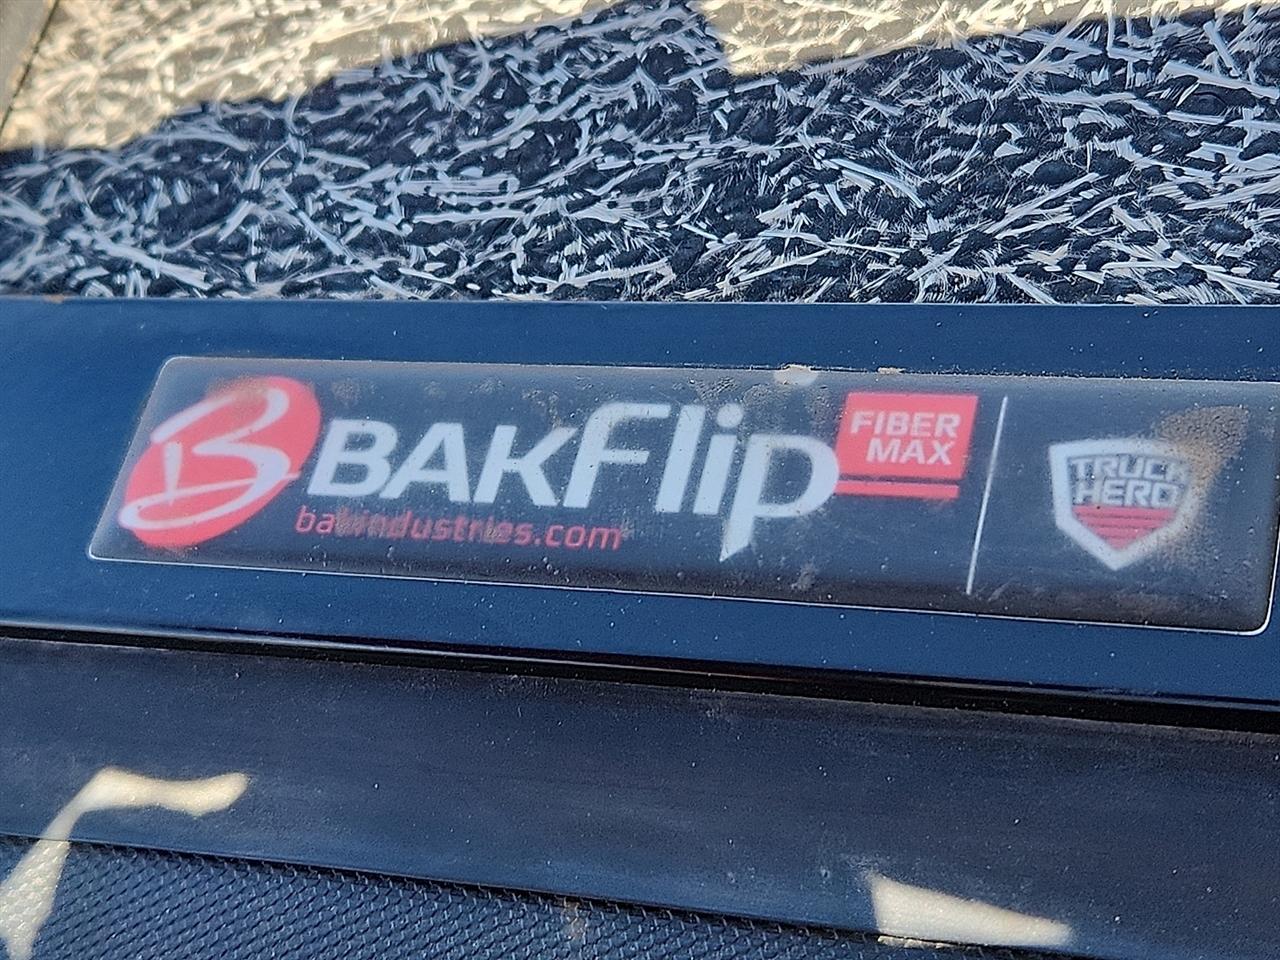 B BAKFlip
FIBER
MAX
bakindustries.com
TRUCK
HERO